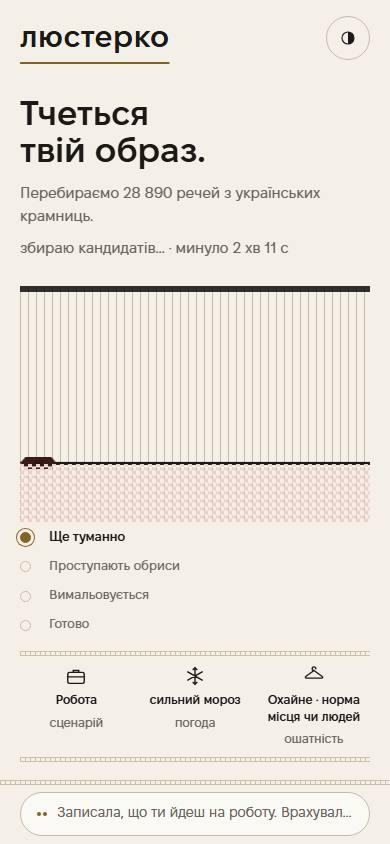 люстерко
Тчеться
твій образ.
Перебираємо 28 890 речей з українських
крамниць.
збираю кандидатів... · минуло 2 хв 11 с
Ще туманно
Проступають обриси
Вимальовується
Готово
Робота
сценарій
сильний мороз
погода
Охайне · норма
місця чи людей
ошатність
Записала, що ти йдеш на роботу. Врахувал...